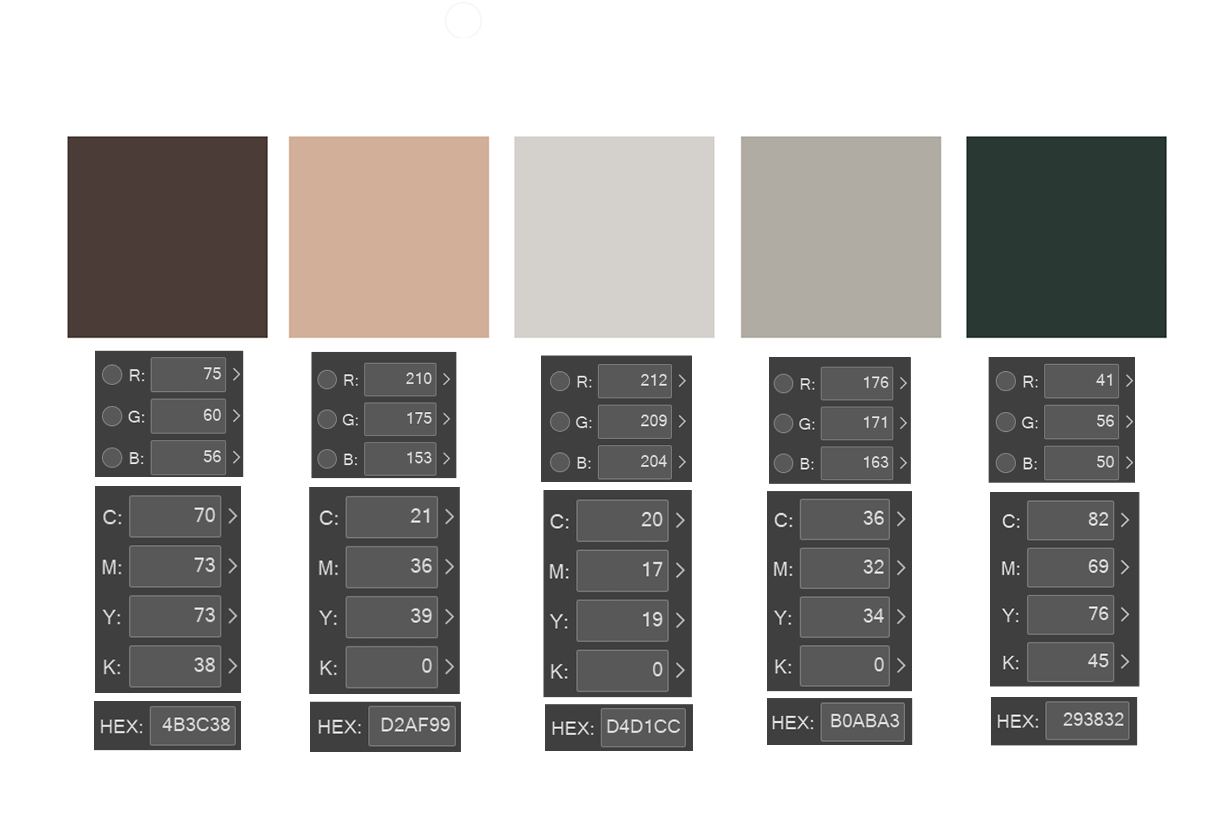 R: 75
G: 60
B: 56
C: 70
M: 73
Y: 73
K: 38
HEX: 4B3C38
R: 210
G: 175
B: 153
C: 21
M: 36
Y: 39
K: 0
HEX: D2AF99
R: 212
G: 209
B: 204
C: 20
M: 17
Y: 19
K: 0
HEX: D4D1CC
R: 176
G: 171
B: 163
C: 36
M: 32
Y: 34
K: 0
HEX: B0ABA3
R: 41
G: 56
B: 50
C: 82
M: 69
Y: 76
K: 45
HEX: 293832